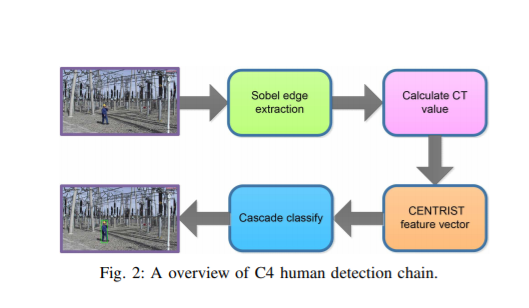 Sobel edge
extraction
Calculate CT
value
CENTRIST
feature vector
Cascade classify
Fig. 2: A overview of C4 human detection chain.